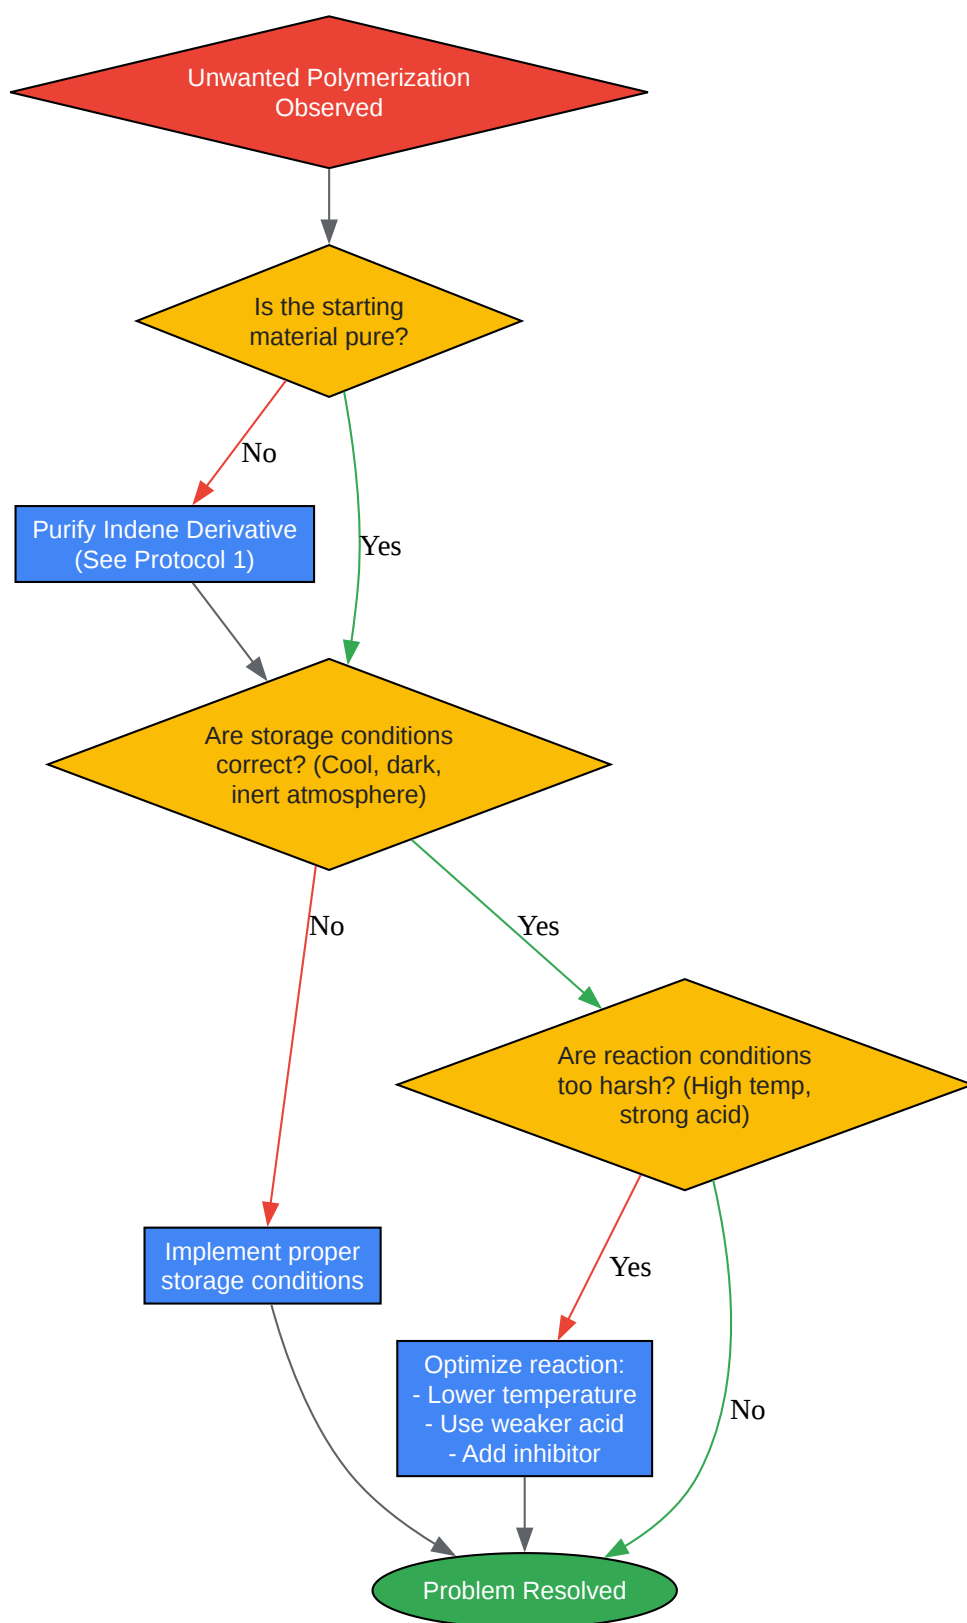 Unwanted Polymerization
Observed
Is the starting
material pure?
No
Yes
Purify Indene Derivative
(See Protocol 1)
Are storage conditions
correct? (Cool, dark,
inert atmosphere)
No
Yes
Are reaction conditions
too harsh? (High temp,
strong acid)
Implement proper
storage conditions
Yes
No
Optimize reaction:
- Lower temperature
- Use weaker acid
- Add inhibitor
Problem Resolved